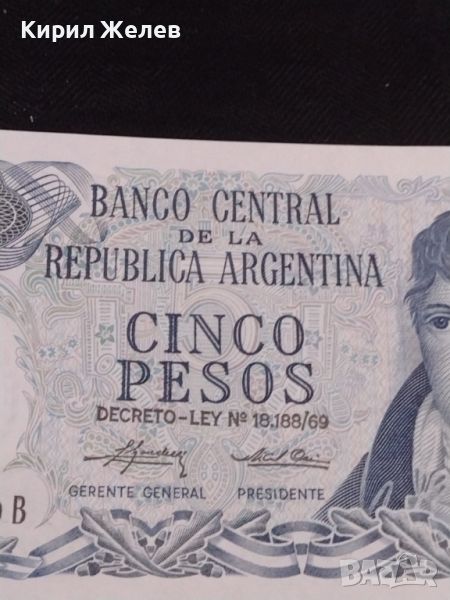 Кирил Желев
BANCO CENTRAL
DE LA
REPUBLICA ARGENTINA
CINCO
PESOS
DECRETO-LEY Nº 18.188/69
GERENTE GENERAL PRESIDENTE
B
BAZAR